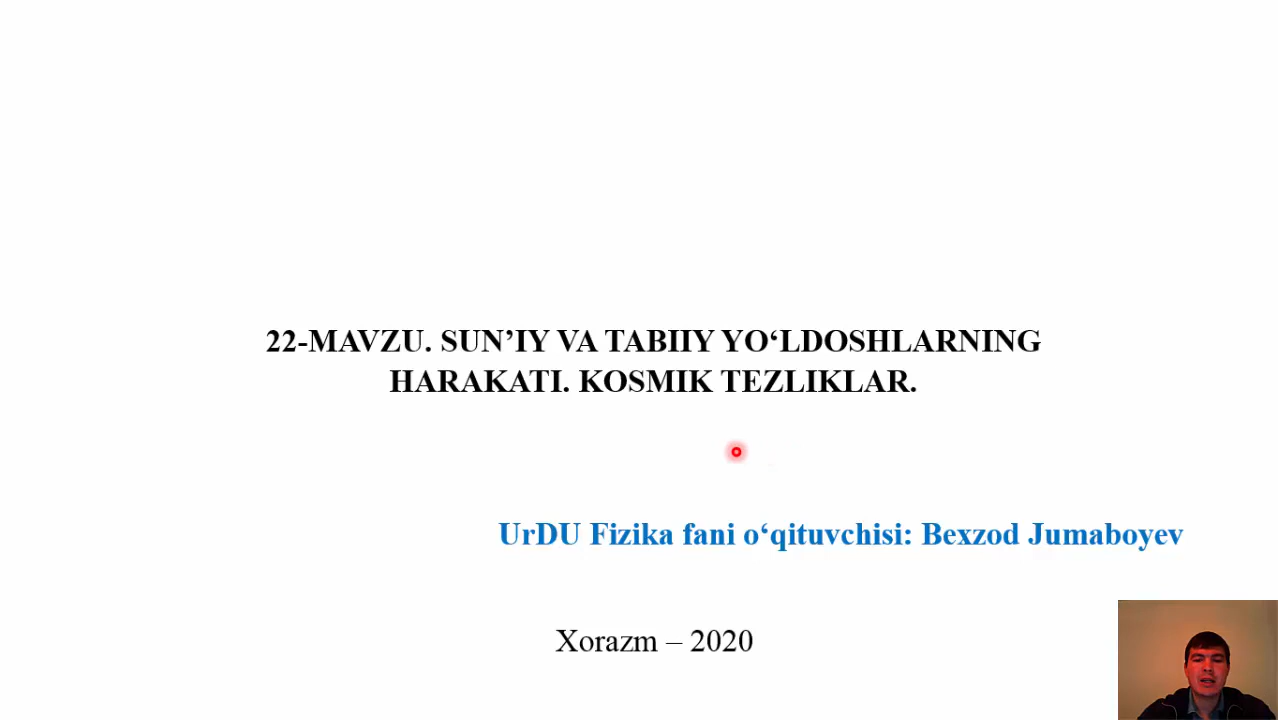 22-MAVZU. SUN’IY VA TABIIY YO‘LDOSHLARNING
HARAKATI. KOSMIK TEZLIKLAR.
UrDU Fizika fani o‘qituvchisi: Bexzod Jumaboyev
Xorazm – 2020